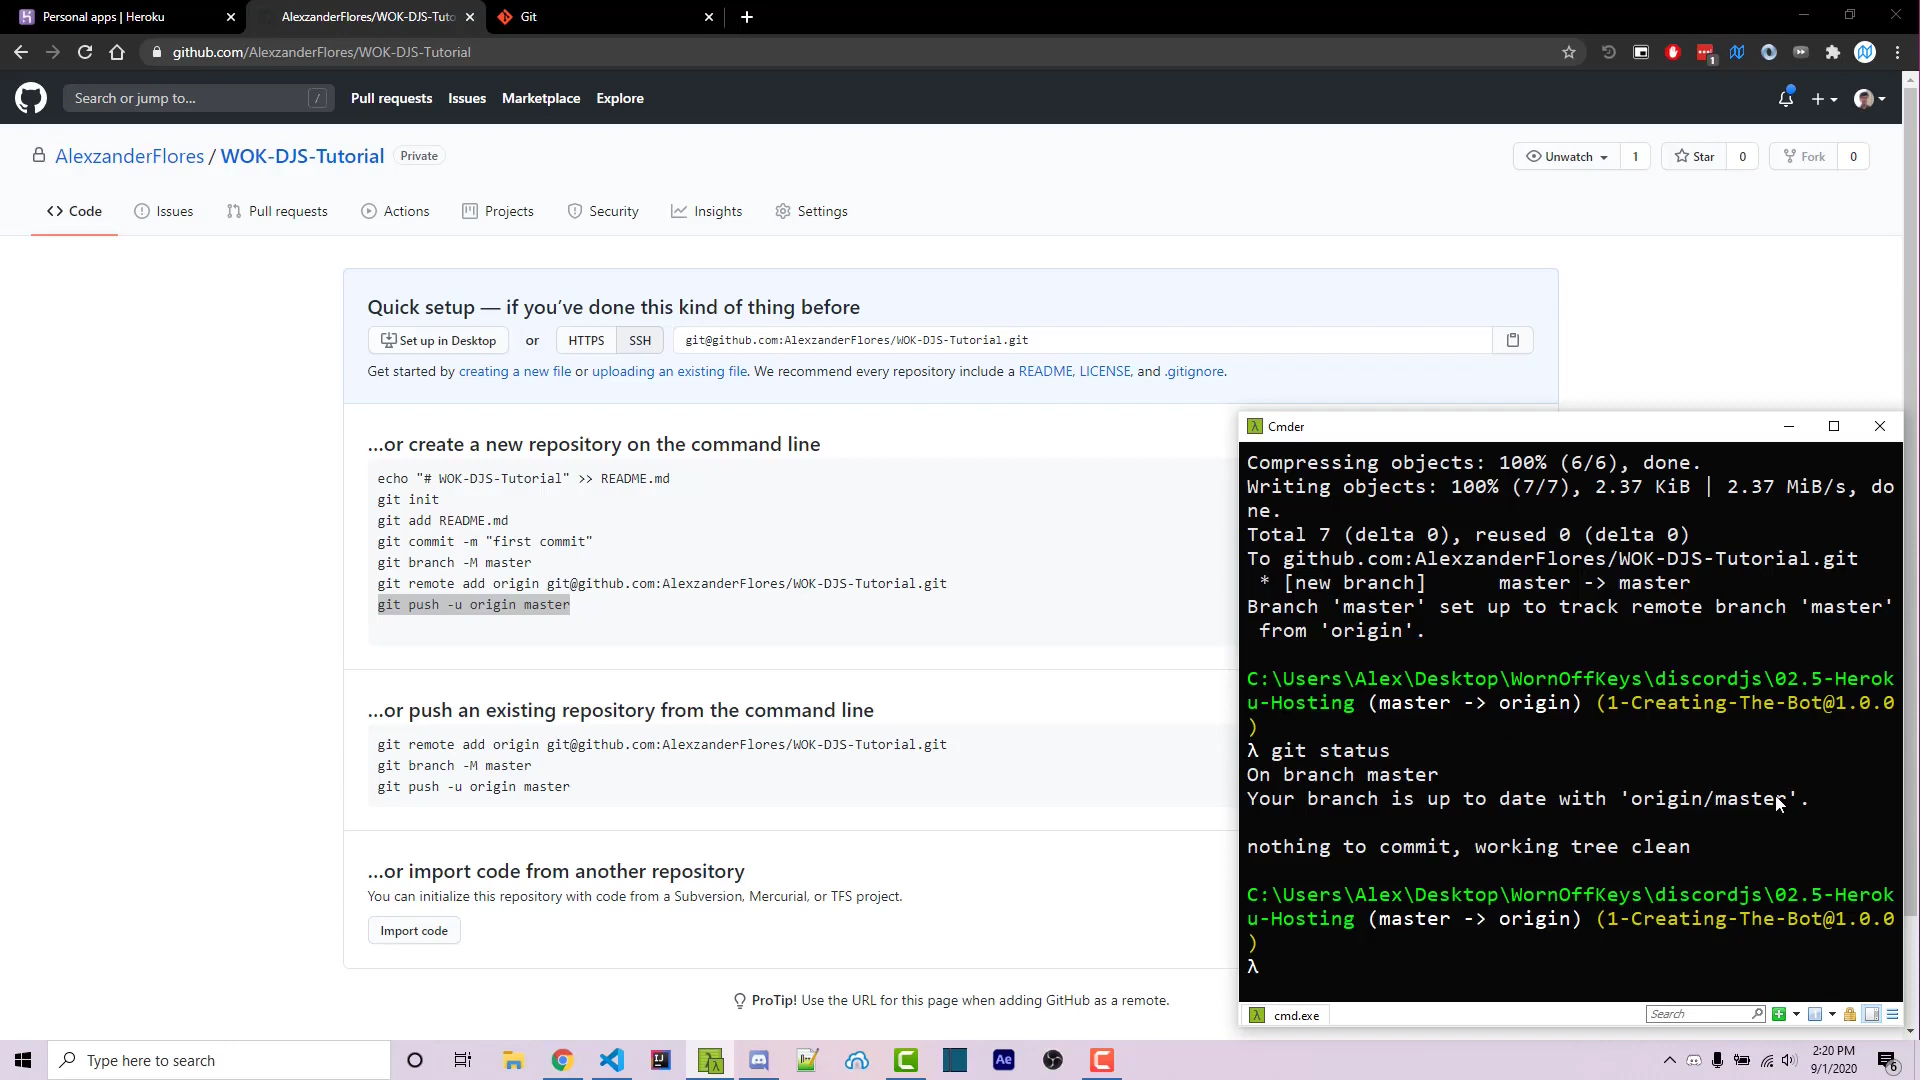 Personal apps | Heroku
AlexzanderFlores/WOK-DJS-Tuto
Git
github.com/AlexzanderFlores/WOK-DJS-Tutorial
1
Search or jump to...
/
Pull requests
Issues
Marketplace
Explore
AlexzanderFlores / WOK-DJS-Tutorial
Private
Unwatch
1
Star
0
Fork
0
Code
Issues
Pull requests
Actions
Projects
Security
Insights
Settings
Quick setup — if you’ve done this kind of thing before
Set up in Desktop
or
HTTPS
SSH
git@github.com:AlexzanderFlores/WOK-DJS-Tutorial.git
Get started by creating a new file or uploading an existing file. We recommend every repository include a README, LICENSE, and .gitignore.
…or create a new repository on the command line
echo "# WOK-DJS-Tutorial" >> README.md
git init
git add README.md
git commit -m "first commit"
git branch -M master
git remote add origin git@github.com:AlexzanderFlores/WOK-DJS-Tutorial.git
git push -u origin master
…or push an existing repository from the command line
git remote add origin git@github.com:AlexzanderFlores/WOK-DJS-Tutorial.git
git branch -M master
git push -u origin master
…or import code from another repository
You can initialize this repository with code from a Subversion, Mercurial, or TFS project.
Import code
ProTip! Use the URL for this page when adding GitHub as a remote.
Cmder
Compressing objects: 100% (6/6), done.
Writing objects: 100% (7/7), 2.37 KiB | 2.37 MiB/s, do
ne.
Total 7 (delta 0), reused 0 (delta 0)
To github.com:AlexzanderFlores/WOK-DJS-Tutorial.git
* [new branch]      master -> master
Branch 'master' set up to track remote branch 'master'
from 'origin'.
C:\Users\Alex\Desktop\WornOffKeys\discordjs\02.5-Herok
u-Hosting (master -> origin) (1-Creating-The-Bot@1.0.0
)
λ git status
On branch master
Your branch is up to date with 'origin/master'.
nothing to commit, working tree clean
C:\Users\Alex\Desktop\WornOffKeys\discordjs\02.5-Herok
u-Hosting (master -> origin) (1-Creating-The-Bot@1.0.0
)
λ
cmd.exe
Search
Type here to search
Ae
2:20 PM
9/1/2020
6